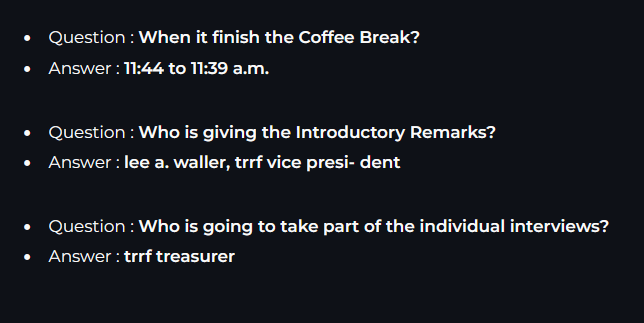 Question : When it finish the Coffee Break?
Answer : 11:44 to 11:39 a.m.
Question : Who is giving the Introductory Remarks?
Answer : lee a. waller, trrf vice presi- dent
Question : Who is going to take part of the individual interviews?
Answer : trrf treasurer